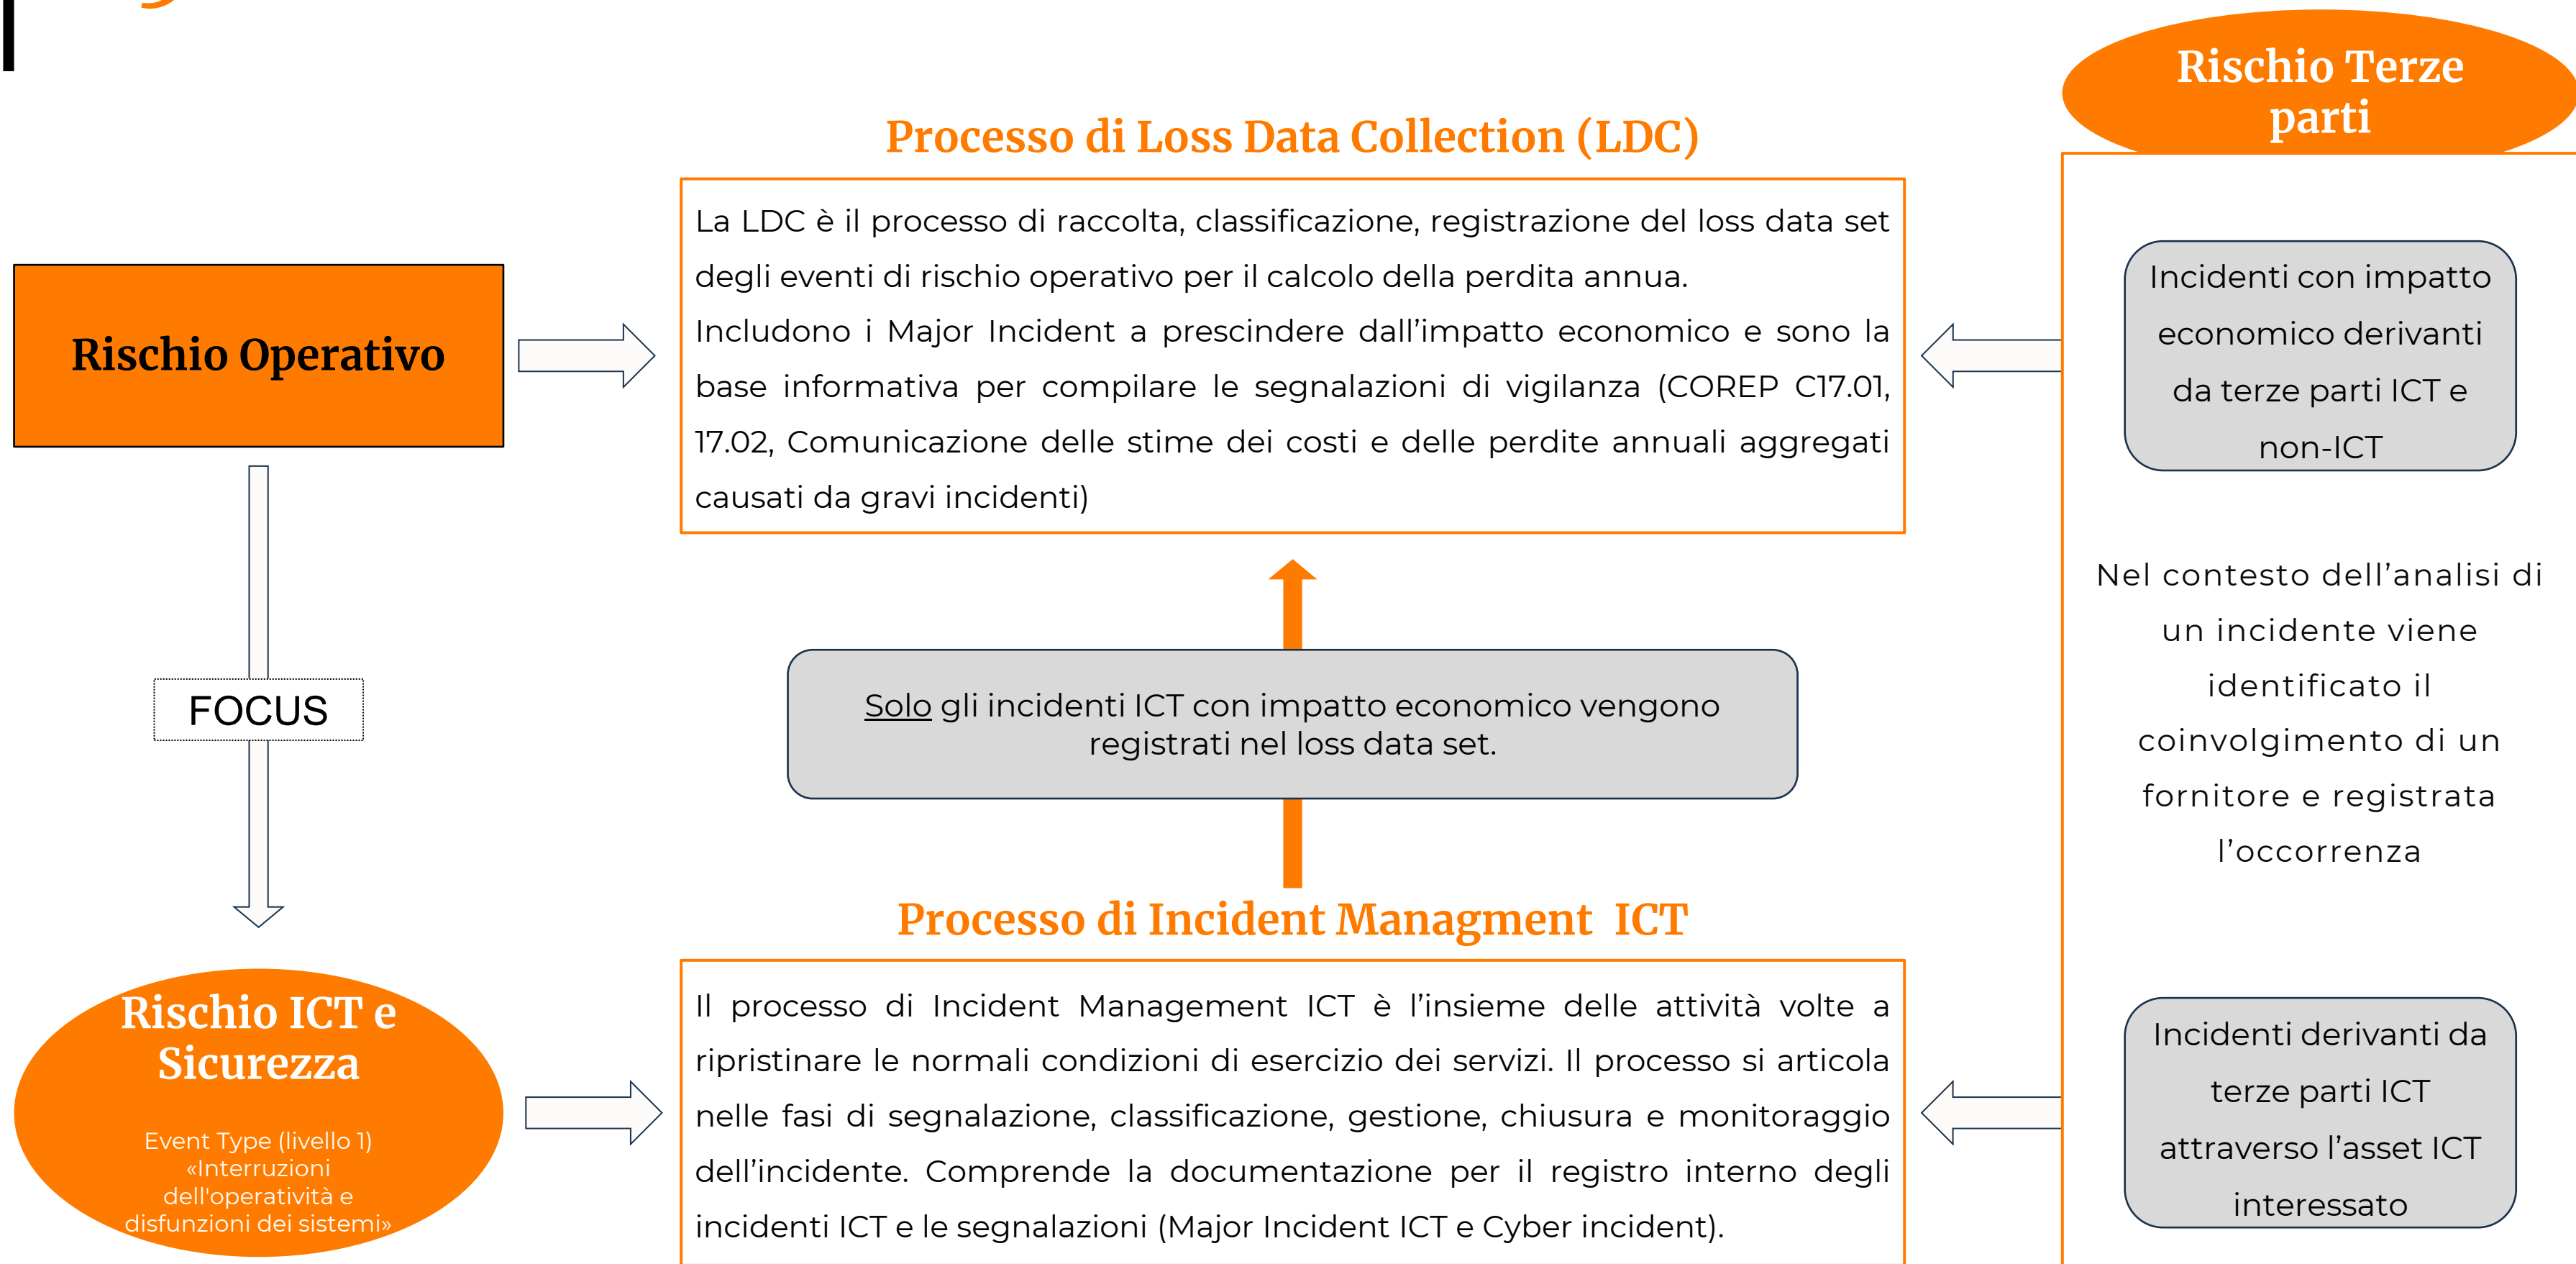 Rischio Terze
parti
Processo di Loss Data Collection (LDC)
La LDC è il processo di raccolta, classificazione, registrazione del loss data set
degli eventi di rischio operativo per il calcolo della perdita annua.
Includono i Major Incident a prescindere dall’impatto economico e sono la
base informativa per compilare le segnalazioni di vigilanza (COREP C17.01,
17.02, Comunicazione delle stime dei costi e delle perdite annuali aggregati
causati da gravi incidenti)
Rischio Operativo
Incidenti con impatto
economico derivanti
da terze parti ICT e
non-ICT
Nel contesto dell’analisi di
un incidente viene
identificato il
coinvolgimento di un
fornitore e registrata
l’occorrenza
FOCUS
Solo gli incidenti ICT con impatto economico vengono
registrati nel loss data set.
Processo di Incident Managment ICT
Rischio ICT e
Sicurezza
Event Type (livello 1)
«Interruzioni
dell'operatività e
disfunzioni dei sistemi»
Il processo di Incident Management ICT è l’insieme delle attività volte a
ripristinare le normali condizioni di esercizio dei servizi. Il processo si articola
nelle fasi di segnalazione, classificazione, gestione, chiusura e monitoraggio
dell’incidente. Comprende la documentazione per il registro interno degli
incidenti ICT e le segnalazioni (Major Incident ICT e Cyber incident).
Incidenti derivanti da
terze parti ICT
attraverso l’asset ICT
interessato